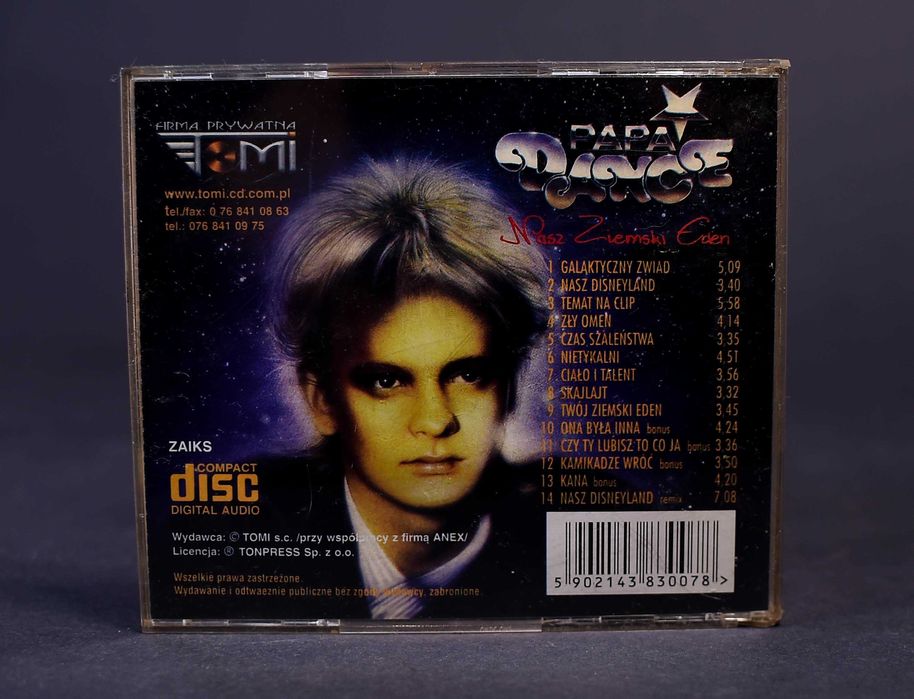 FIRMA PRYWATNA
TOMI
www.tomi.cd.com.pl
tel./fax: 0 76 841 08 63
tel.: 076 841 09 75
PAPA
DANCE
Nasz Ziemski Eden
1 GALAKTYCZNY ZWIAD 5,09
2 NASZ DISNEYLAND 3,40
3 TEMAT NA CLIP 5,58
4 ZŁY OMEN 4,14
5 CZAS SZALEŃSTWA 3,35
6 NIETYKALNI 4,51
7. CIAŁO I TALENT 3,56
8 SKAJLAJT 3,32
9 TWÓJ ZIEMSKI EDEN 3,45
10 ONA BYŁA INNA bonus 4,24
11 CZY TY LUBISZ TO CO JA bonus 3,36
12 KAMIKADZE WRÓĆ bonus 3,50
13 KANA bonus 4,20
14 NASZ DISNEYLAND remix 7,08
ZAIKS
COMPACT
disc
DIGITAL AUDIO
Wydawca: © TOMI s.c. /przy współpracy z firmą ANEX/
Licencja: ® TONPRESS Sp. z o.o.
Wszelkie prawa zastrzeżone.
Wydawanie i odtwaeznie publiczne bez zgody wydawcy, zabronione.
5 902143 830078 >